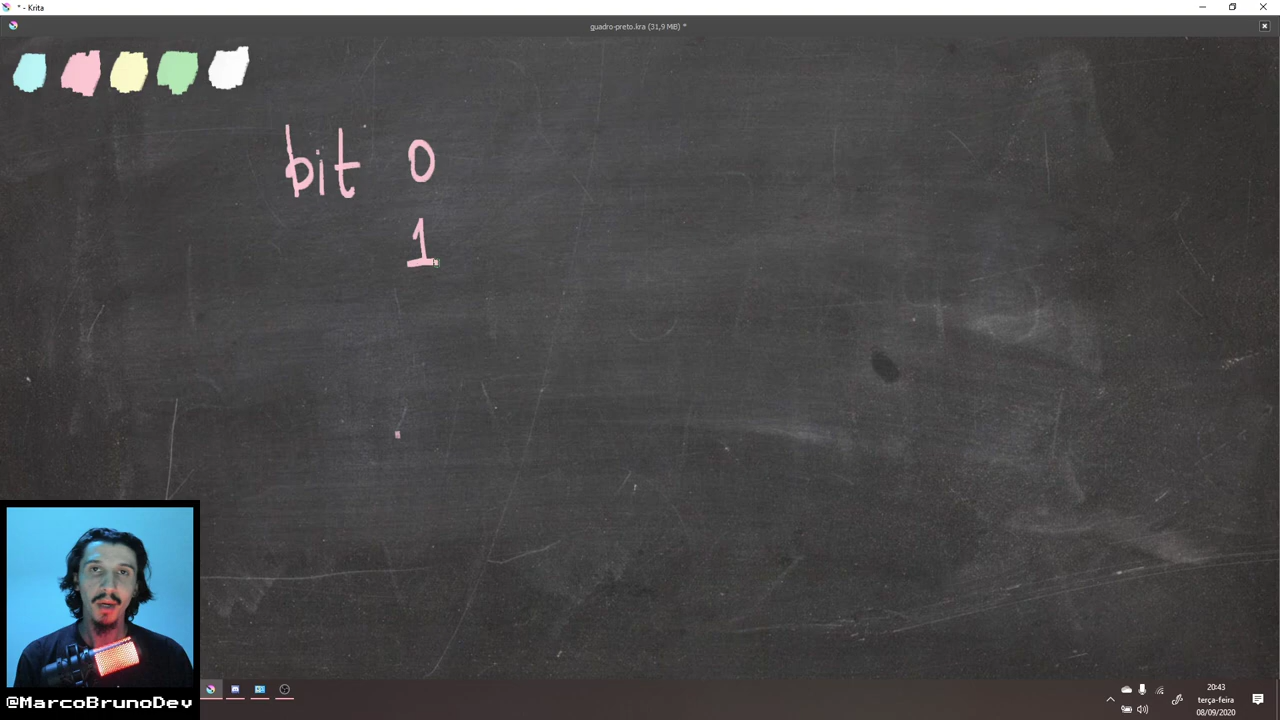 * - Krita
guadro-preto.kra (31,9 MiB) *
bit 0
1
@MarcoBrunoDev
20:43
terça-feira
08/09/2020